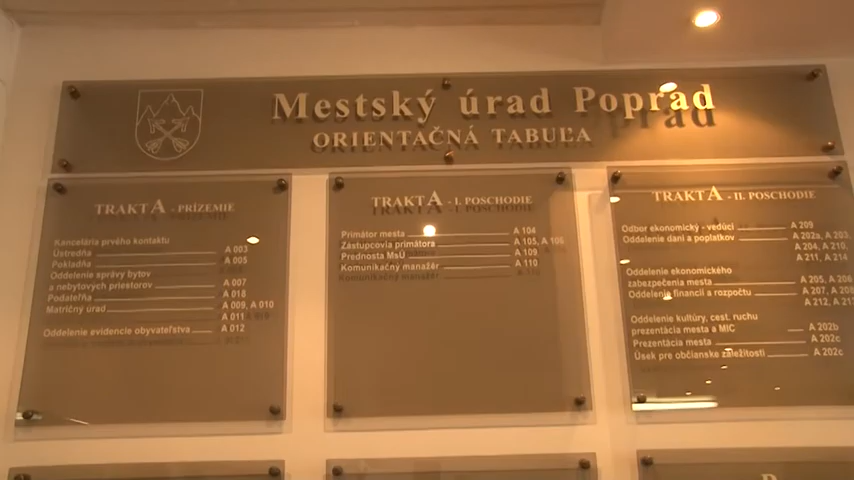 Mestský úrad Poprad
ORIENTAČNÁ TABUĽA
TRAKT A - PRÍZEMIE
Kancelária prvého kontaktu
Ústredňa A 003
Pokladňa A 005
Oddelenie správy bytov
a nebytových priestorov A 007
Podateľňa A 018
Matričný úrad A 009, A 010
A 011
Oddelenie evidencie obyvateľstva A 012
TRAKT A - I. POSCHODIE
Primátor mesta A 104
Zástupcovia primátora A 105, A 106
Prednosta MsÚ A 109
Komunikačný manažér A 110
TRAKT A - II. POSCHODIE
Odbor ekonomický - vedúci A 209
Oddelenie daní a poplatkov A 202a, A 203,
A 204, A 210,
A 211, A 214
Oddelenie ekonomického
zabezpečenia mesta A 205, A 206
Oddelenie financií a rozpočtu A 207, A 208
A 212, A 213
Oddelenie kultúry, cest. ruchu
prezentácia mesta a MIC A 202b
Prezentácia mesta A 202c
Úsek pre občianske záležitosti A 202c